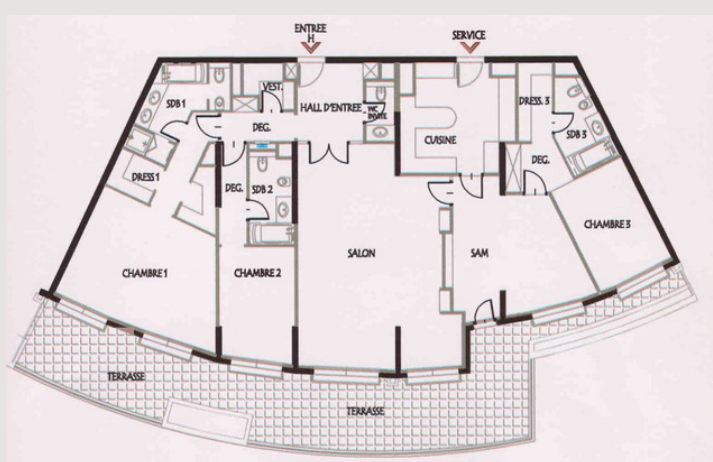 ENTREE
H
SERVICE
SDB 1
VEST.
HALL D'ENTREE
WC
INVITE
DRESS. 3
SDB 3
DEG.
CUISINE
DEG.
DRESS 1
DEG.
SDB 2
CHAMBRE 3
CHAMBRE 1
CHAMBRE 2
SALON
SAM
TERRASSE
TERRASSE